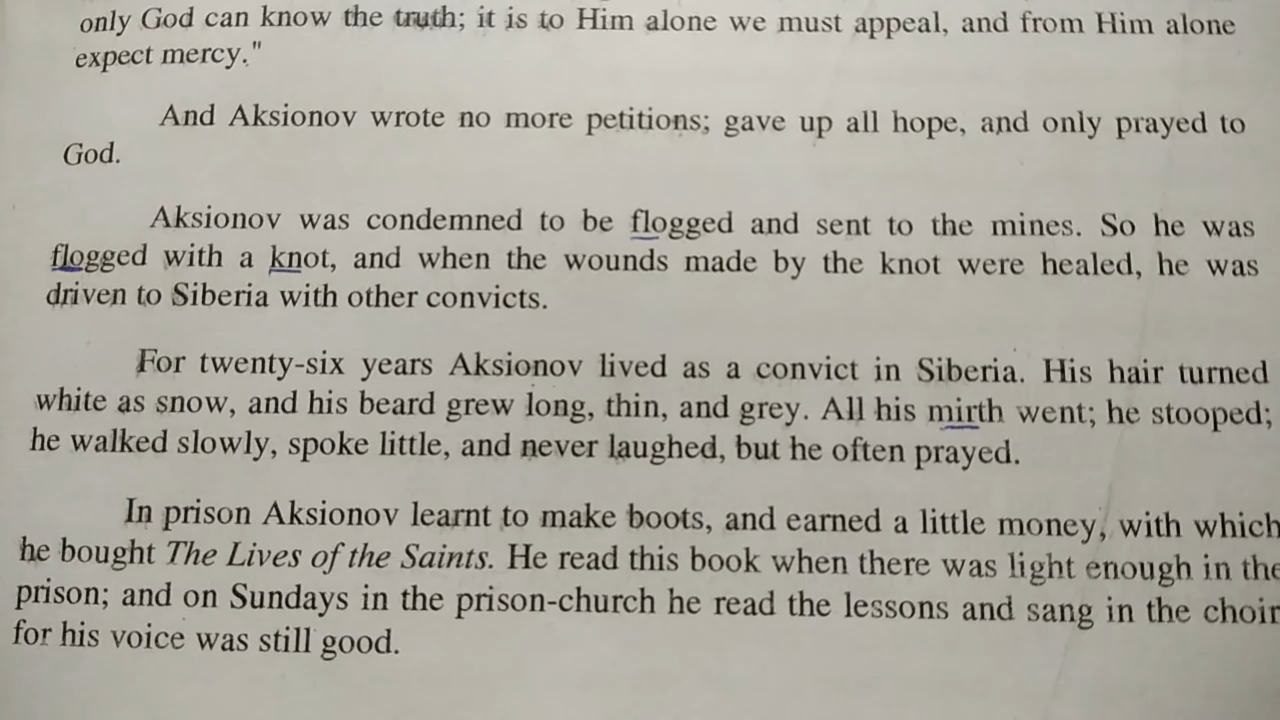 only God can know the truth; it is to Him alone we must appeal, and from Him alone
expect mercy."
And Aksionov wrote no more petitions; gave up all hope, and only prayed to
God.
Aksionov was condemned to be flogged and sent to the mines. So he was
flogged with a knot, and when the wounds made by the knot were healed, he was
driven to Siberia with other convicts.
For twenty-six years Aksionov lived as a convict in Siberia. His hair turned
white as snow, and his beard grew long, thin, and grey. All his mirth went; he stooped;
he walked slowly, spoke little, and never laughed, but he often prayed.
In prison Aksionov learnt to make boots, and earned a little money, with which
he bought The Lives of the Saints. He read this book when there was light enough in the
prison; and on Sundays in the prison-church he read the lessons and sang in the choir
for his voice was still good.